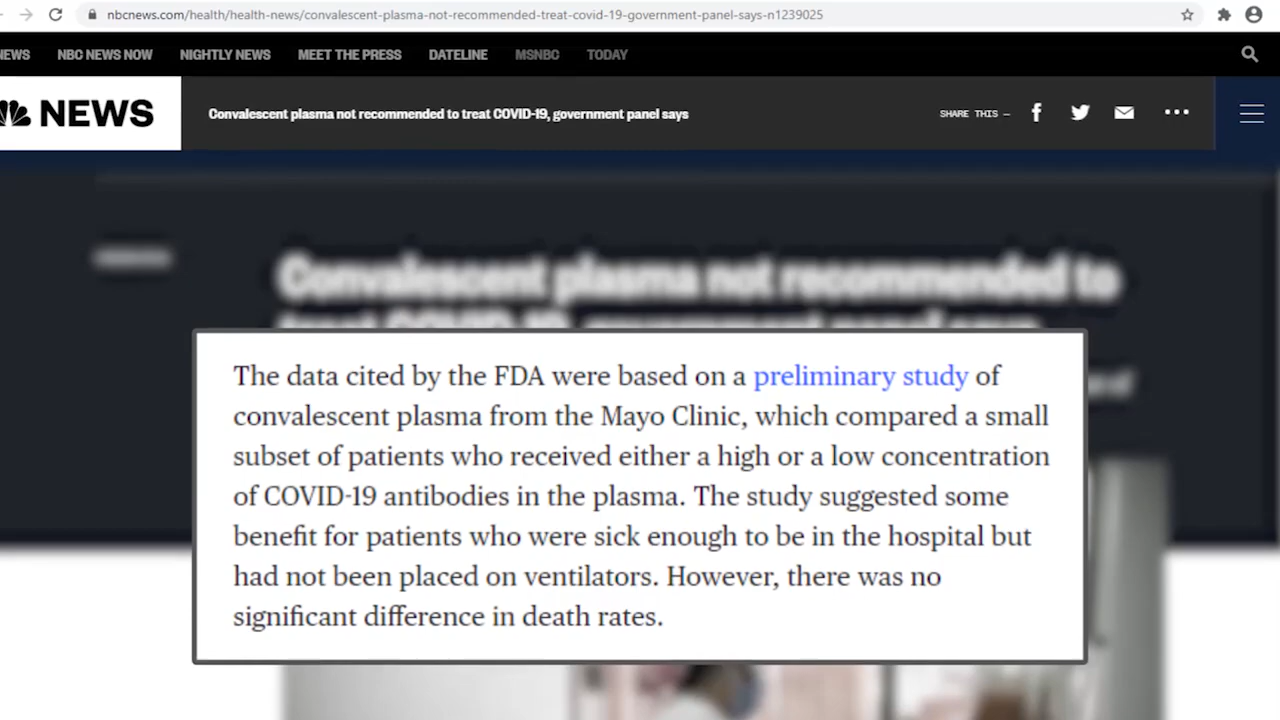 nbcnews.com/health/health-news/convalescent-plasma-not-recommended-treat-covid-19-government-panel-says-n1239025
NEWS NBC NEWS NOW NIGHTLY NEWS MEET THE PRESS DATELINE MSNBC TODAY
NEWS Convalescent plasma not recommended to treat COVID-19, government panel says SHARE THIS —
Convalescent plasma not recommended to
treat COVID-19, government panel says
The data cited by the FDA were based on a preliminary study of
convalescent plasma from the Mayo Clinic, which compared a small
subset of patients who received either a high or a low concentration
of COVID-19 antibodies in the plasma. The study suggested some
benefit for patients who were sick enough to be in the hospital but
had not been placed on ventilators. However, there was no
significant difference in death rates.